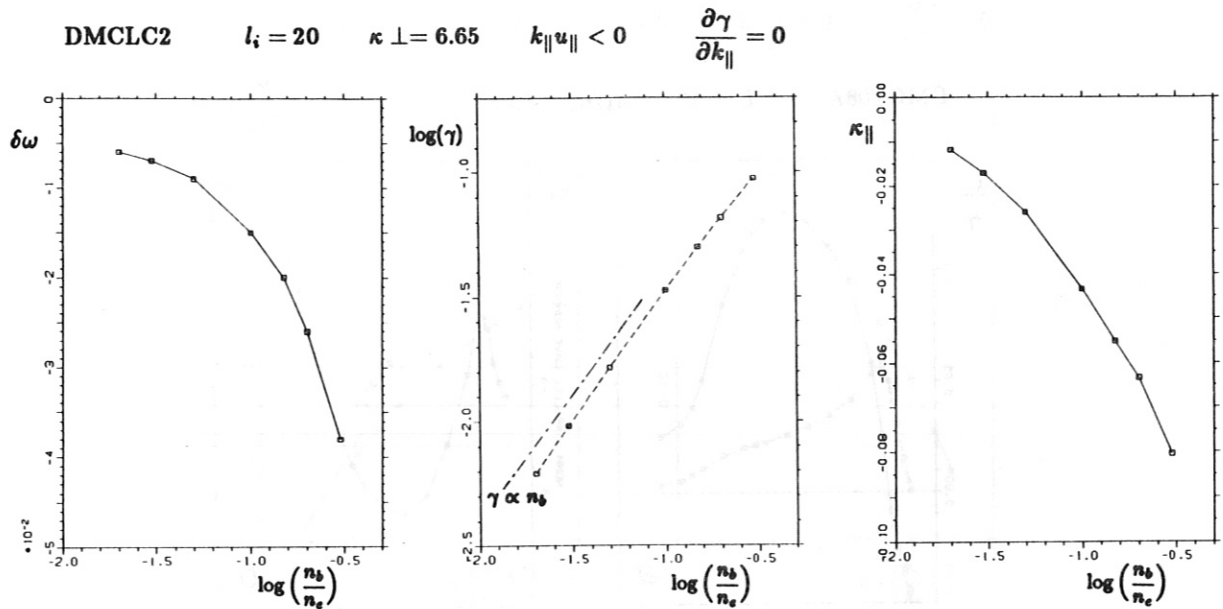 DMCLC2 l_i = 20 κ ⊥= 6.65 k_∥u_∥ < 0 ∂γ/∂k_∥ = 0
δω
0
-1
-2
-3
-4
-5
*10^-2
-2.0 -1.5 -1.0 -0.5
log(n_b/n_e)
log(γ)
-1.0
-1.5
-2.0
-2.5
γ ∝ n_b
-2.0 -1.5 -1.0 -0.5
log(n_b/n_e)
κ_∥
0.00
-0.02
-0.04
-0.06
-0.08
0.10
-2.0 -1.5 -1.0 -0.5
log(n_b/n_e)